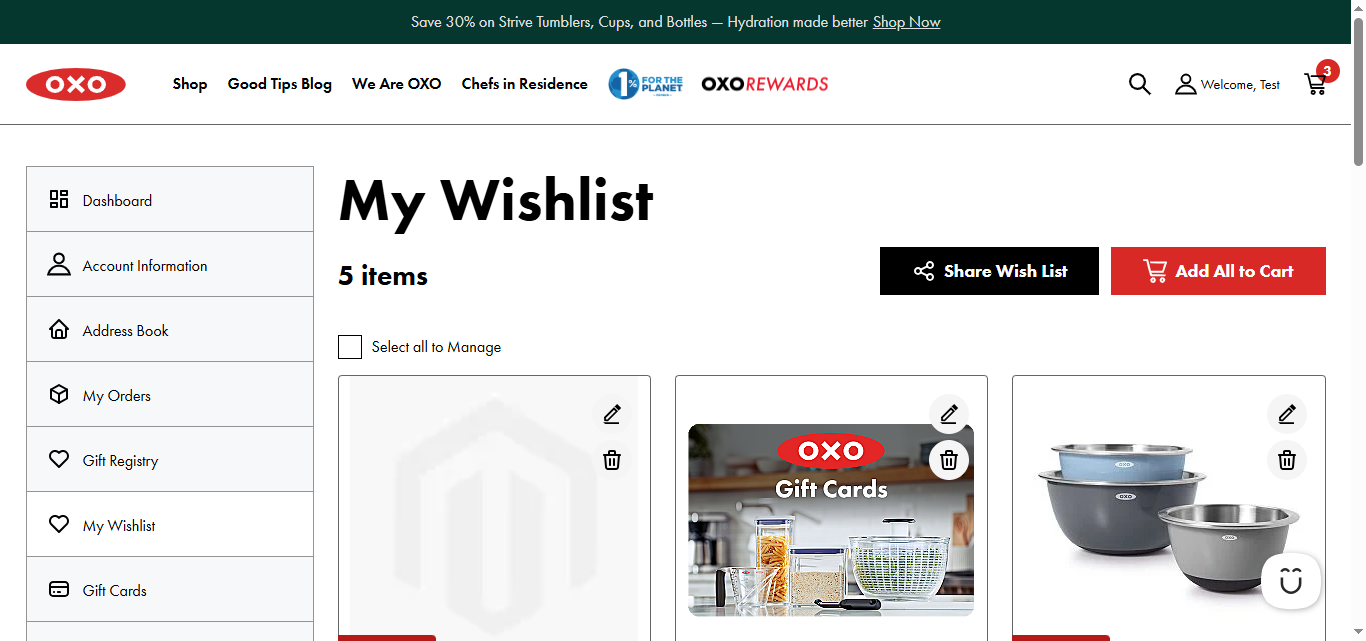 Save 30% on Strive Tumblers, Cups, and Bottles — Hydration made better Shop Now
OXO
Shop
Good Tips Blog
We Are OXO
Chefs in Residence
1% FOR THE PLANET
OXOREWARDS
Welcome, Test
3
Dashboard
Account Information
Address Book
My Orders
Gift Registry
My Wishlist
Gift Cards
My Wishlist
5 items
Share Wish List
Add All to Cart
Select all to Manage
OXO
Gift Cards
OXO
OXO
OXO